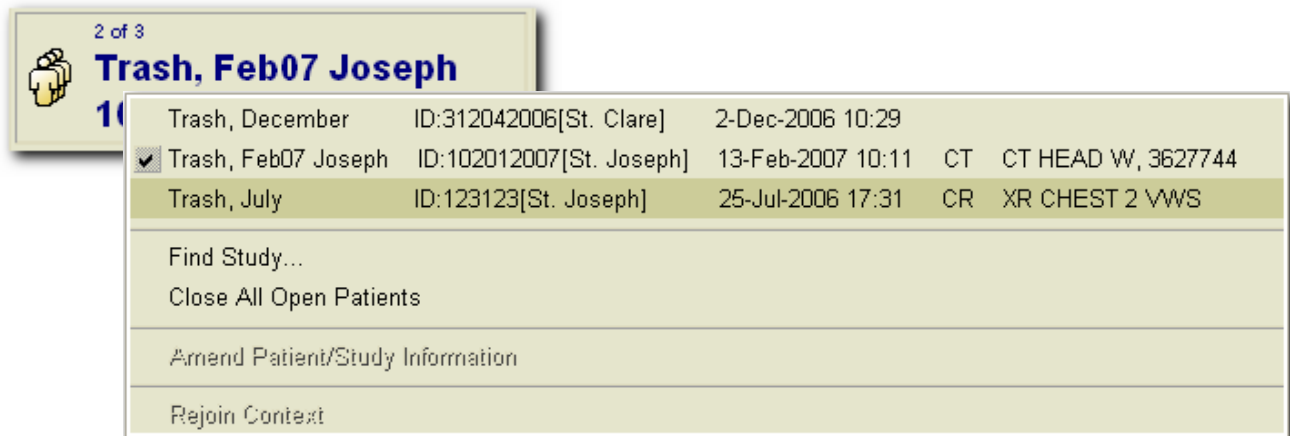 2 of 3
Trash, Feb07 Joseph
10
Trash, December ID:312042006[St. Clare] 2-Dec-2006 10:29
Trash, Feb07 Joseph ID:102012007[St. Joseph] 13-Feb-2007 10:11 CT CT HEAD W, 3627744
Trash, July ID:123123[St. Joseph] 25-Jul-2006 17:31 CR XR CHEST 2 VWS
Find Study...
Close All Open Patients
Amend Patient/Study Information
Rejoin Context